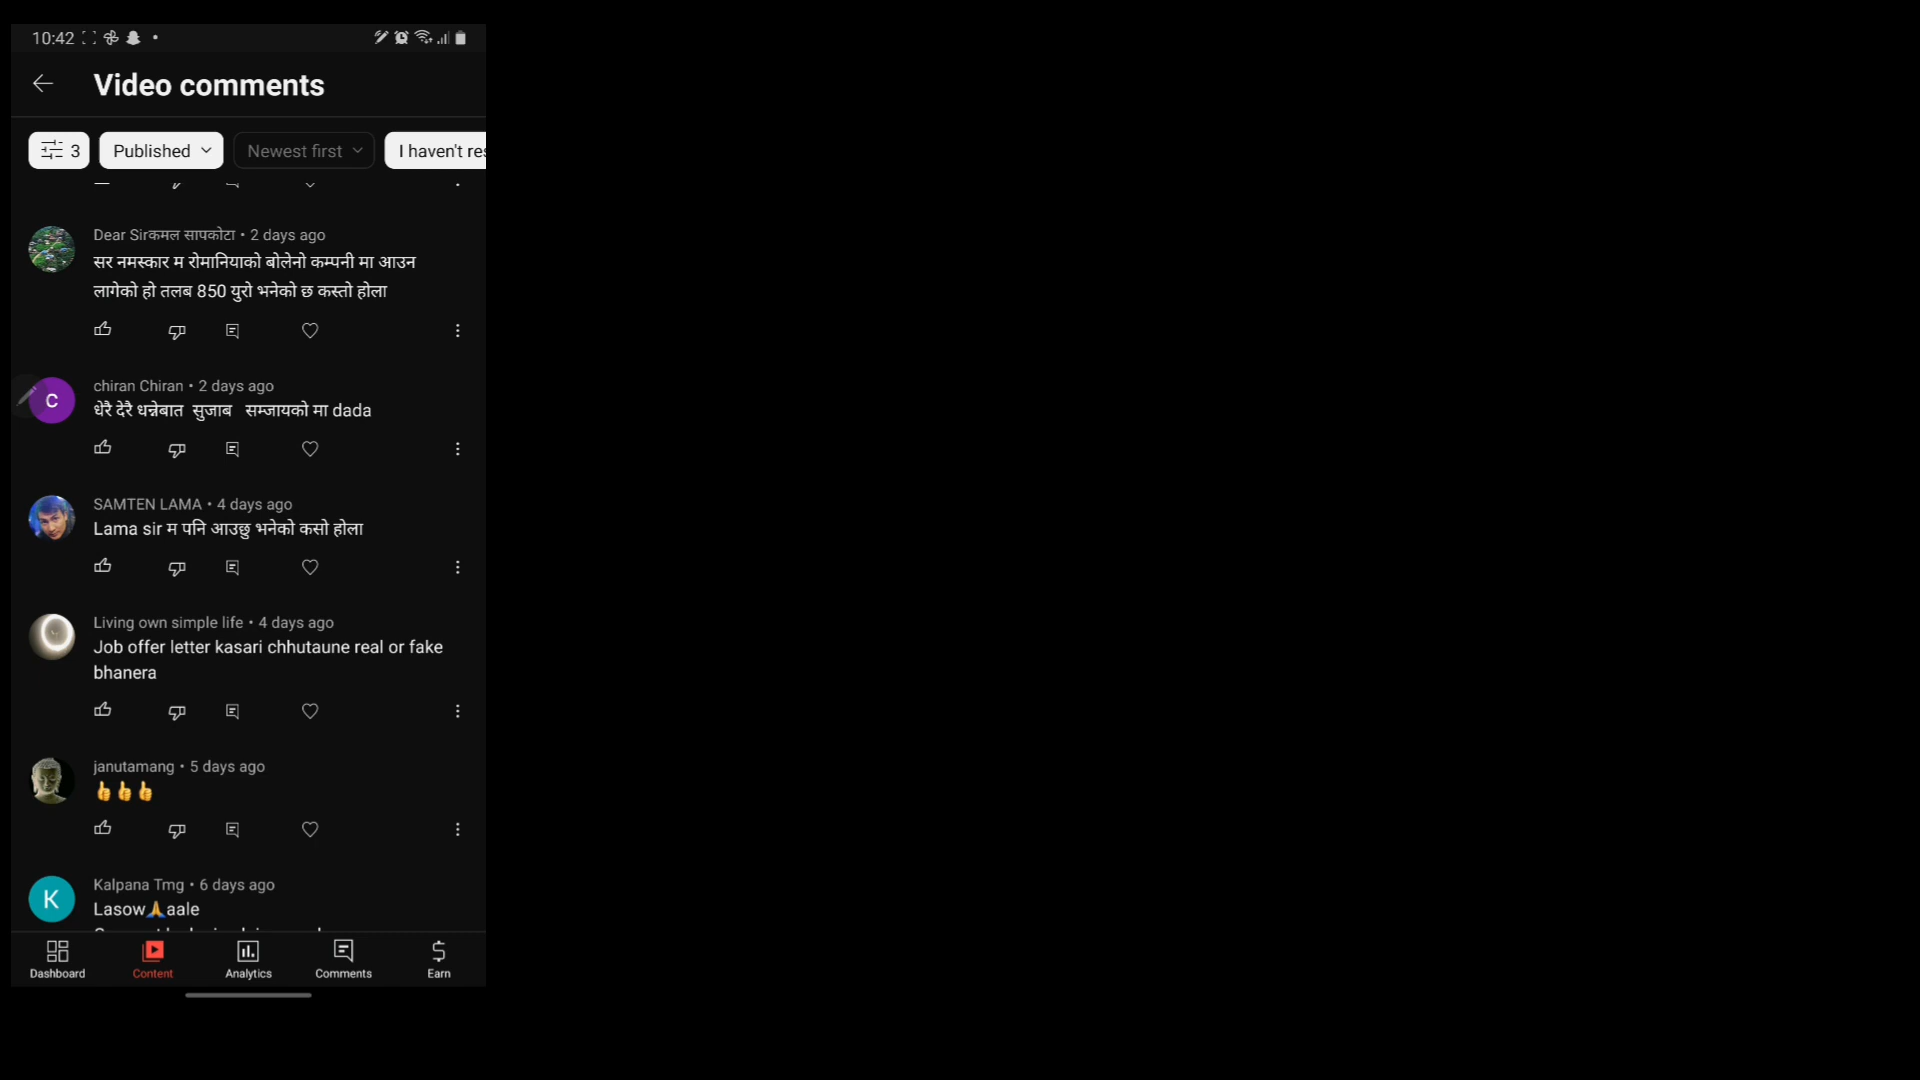 10:42
Video comments
3 Published Newest first I haven't res
Dear Sirकमल सापकोटा • 2 days ago
सर नमस्कार म रोमानियाको बोलेनो कम्पनी मा आउन
लागेको हो तलब 850 युरो भनेको छ कस्तो होला
chiran Chiran • 2 days ago
C
धेरै देरै धन्नेबात सुजाब सम्जायको मा dada
SAMTEN LAMA • 4 days ago
Lama sir म पनि आउछु भनेको कसो होला
Living own simple life • 4 days ago
Job offer letter kasari chhutaune real or fake
bhanera
janutamang • 5 days ago
👍👍👍
Kalpana Tmg • 6 days ago
K
Lasow🙏aale
Dashboard Content Analytics Comments Earn